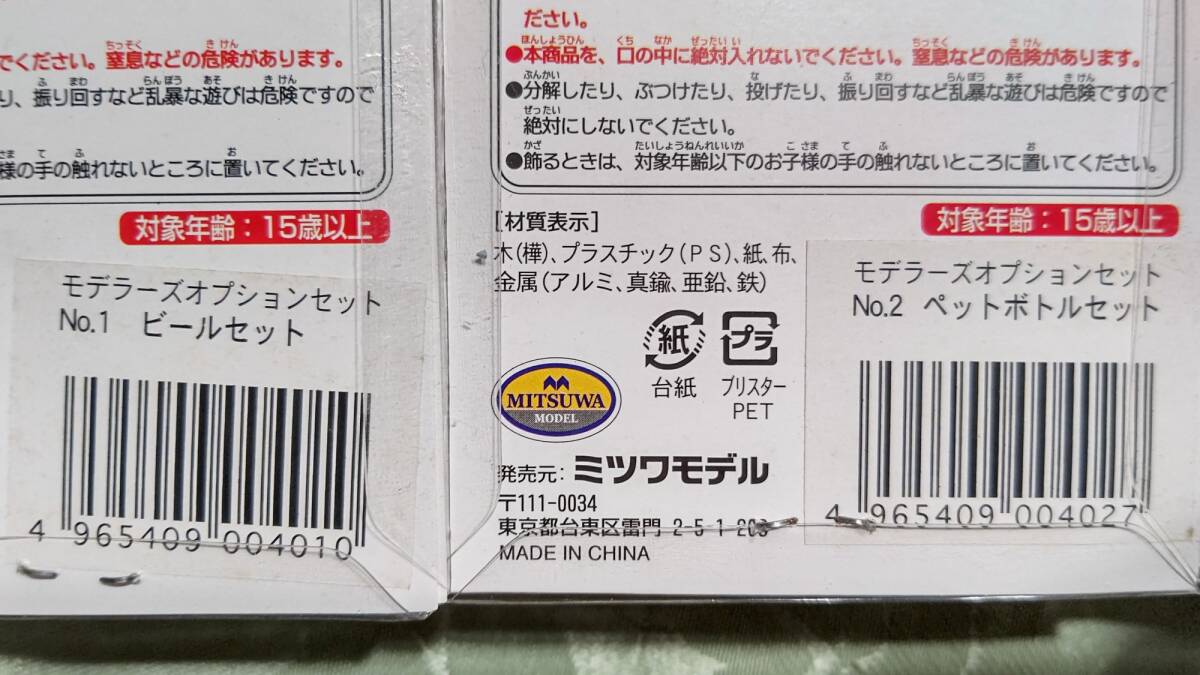 でください。窒息などの危険があります。
り、振り回すなど乱暴な遊びは危険ですので
様の手の触れないところに置いてください。
対象年齢：15歳以上
モデラーズオプションセット
No.1 ビールセット
4 965409 004010
ださい。
●本商品を、口の中に絶対入れないでください。窒息などの危険があります。
●分解したり、ぶつけたり、投げたり、振り回すなど乱暴な遊びは危険ですので
絶対にしないでください。
●飾るときは、対象年齢以下のお子様の手の触れないところに置いてください。
対象年齢：15歳以上
[材質表示]
木(樺)、プラスチック(PS)、紙、布、
金属(アルミ、真鍮、亜鉛、鉄)
紙
プラ
台紙
ブリスター
PET
MITSUWA
MODEL
発売元：ミツワモデル
〒111-0034
東京都台東区雷門 2-5-1-203
MADE IN CHINA
モデラーズオプションセット
No.2 ペットボトルセット
4 965409 004027